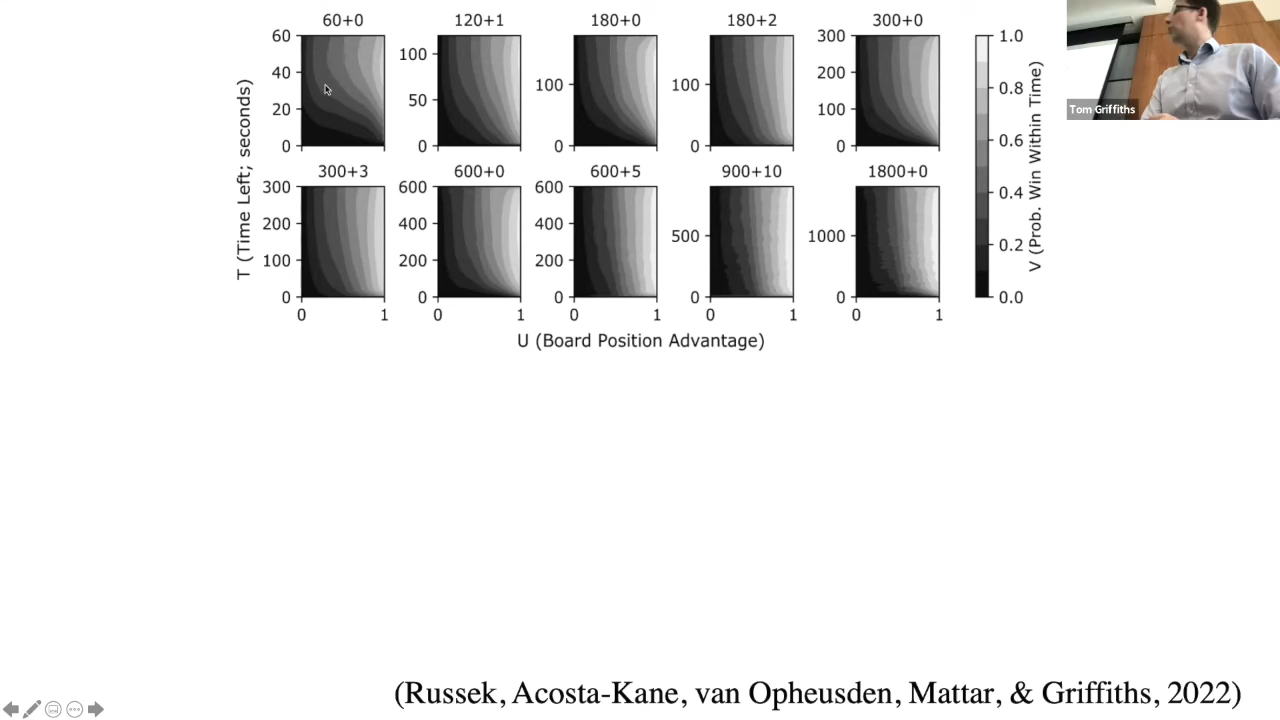 60+0 120+1 180+0 180+2 300+0
60 40 20 0
100 50 0
100 0
100 0
300 200 100 0
1.0 0.8 0.6 0.4 0.2 0.0
Tom Griffiths
T (Time Left; seconds)
V (Prob. Win Within Time)
300+3 600+0 600+5 900+10 1800+0
300 200 100 0
600 400 200 0
600 400 200 0
500 0
1000 0
0 1 0 1 0 1 0 1 0 1
U (Board Position Advantage)
(Russek, Acosta-Kane, van Opheusden, Mattar, & Griffiths, 2022)